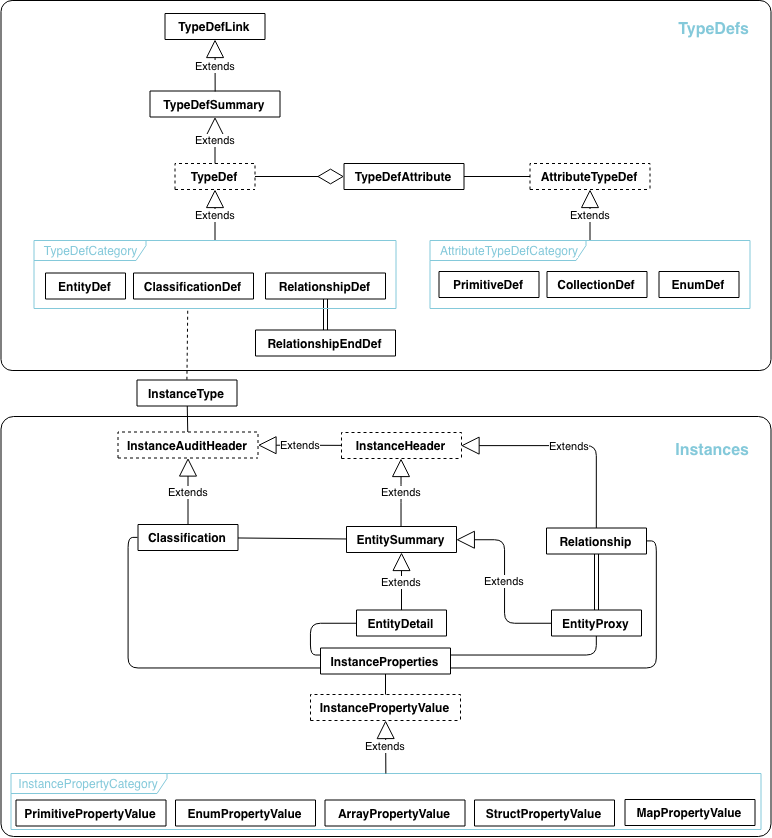 TypeDefLink
TypeDefs
Extends
TypeDefSummary
Extends
TypeDef
TypeDefAttribute
AttributeTypeDef
Extends
Extends
TypeDefCategory
AttributeTypeDefCategory
EntityDef
ClassificationDef
RelationshipDef
PrimitiveDef
CollectionDef
EnumDef
RelationshipEndDef
InstanceType
InstanceAuditHeader
Extends
InstanceHeader
Extends
Instances
Extends
Extends
Classification
EntitySummary
Relationship
Extends
Extends
EntityDetail
EntityProxy
InstanceProperties
InstancePropertyValue
Extends
InstancePropertyCategory
PrimitivePropertyValue
EnumPropertyValue
ArrayPropertyValue
StructPropertyValue
MapPropertyValue